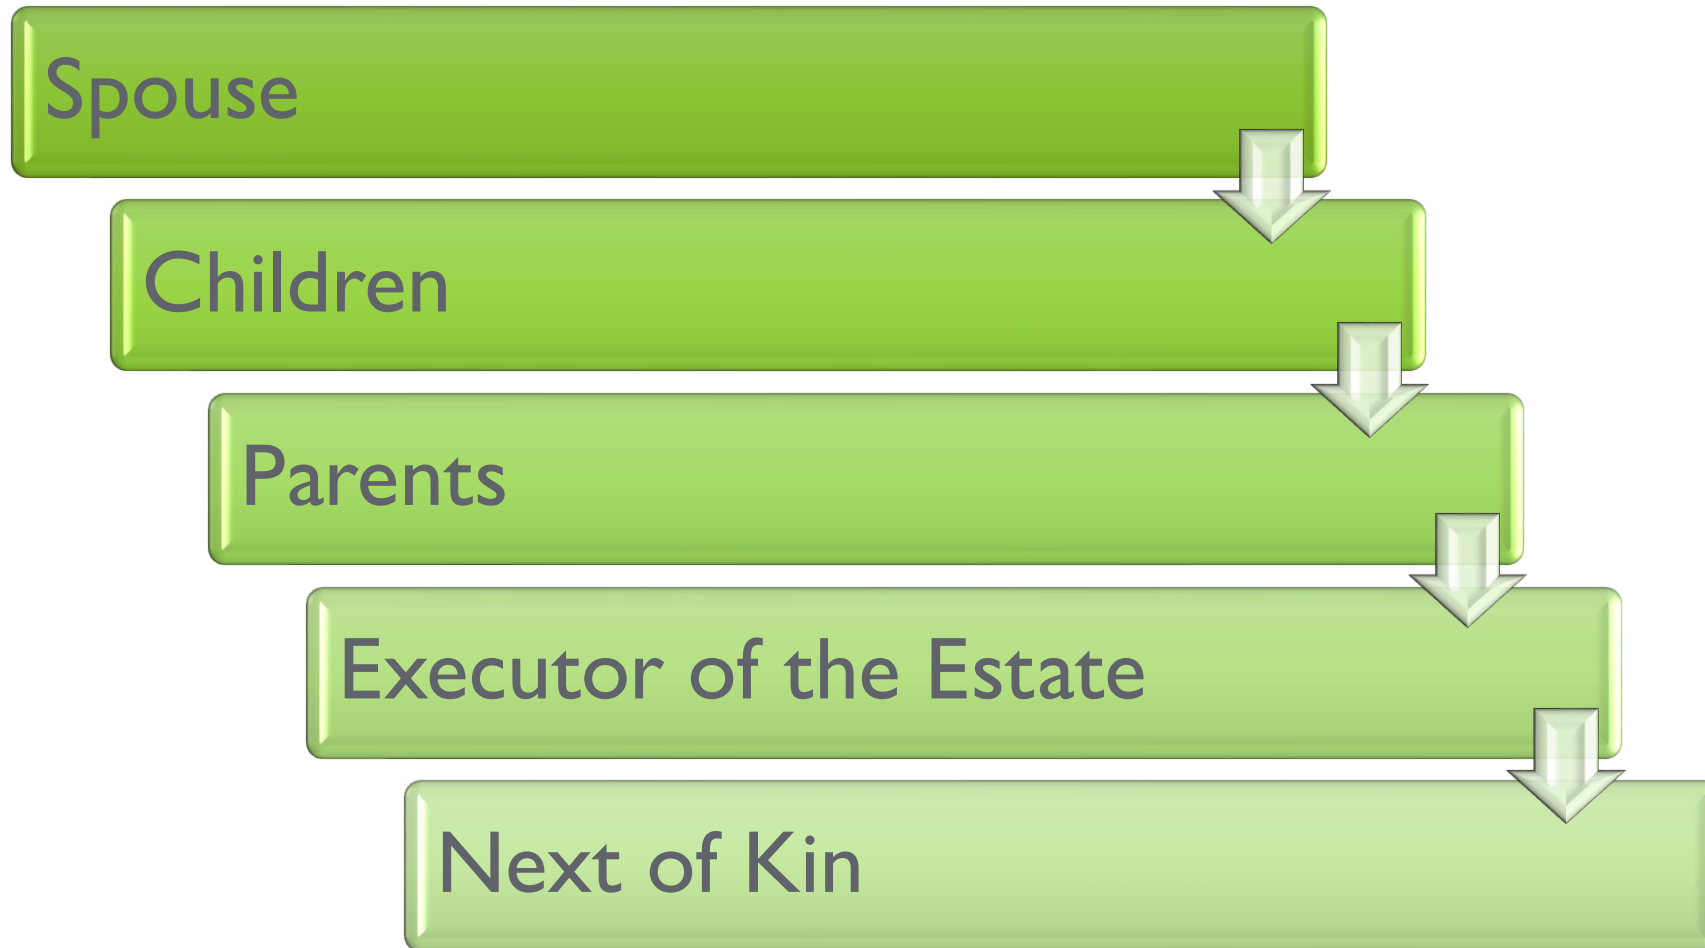 Spouse
Children
Parents
Executor of the Estate
Next of Kin